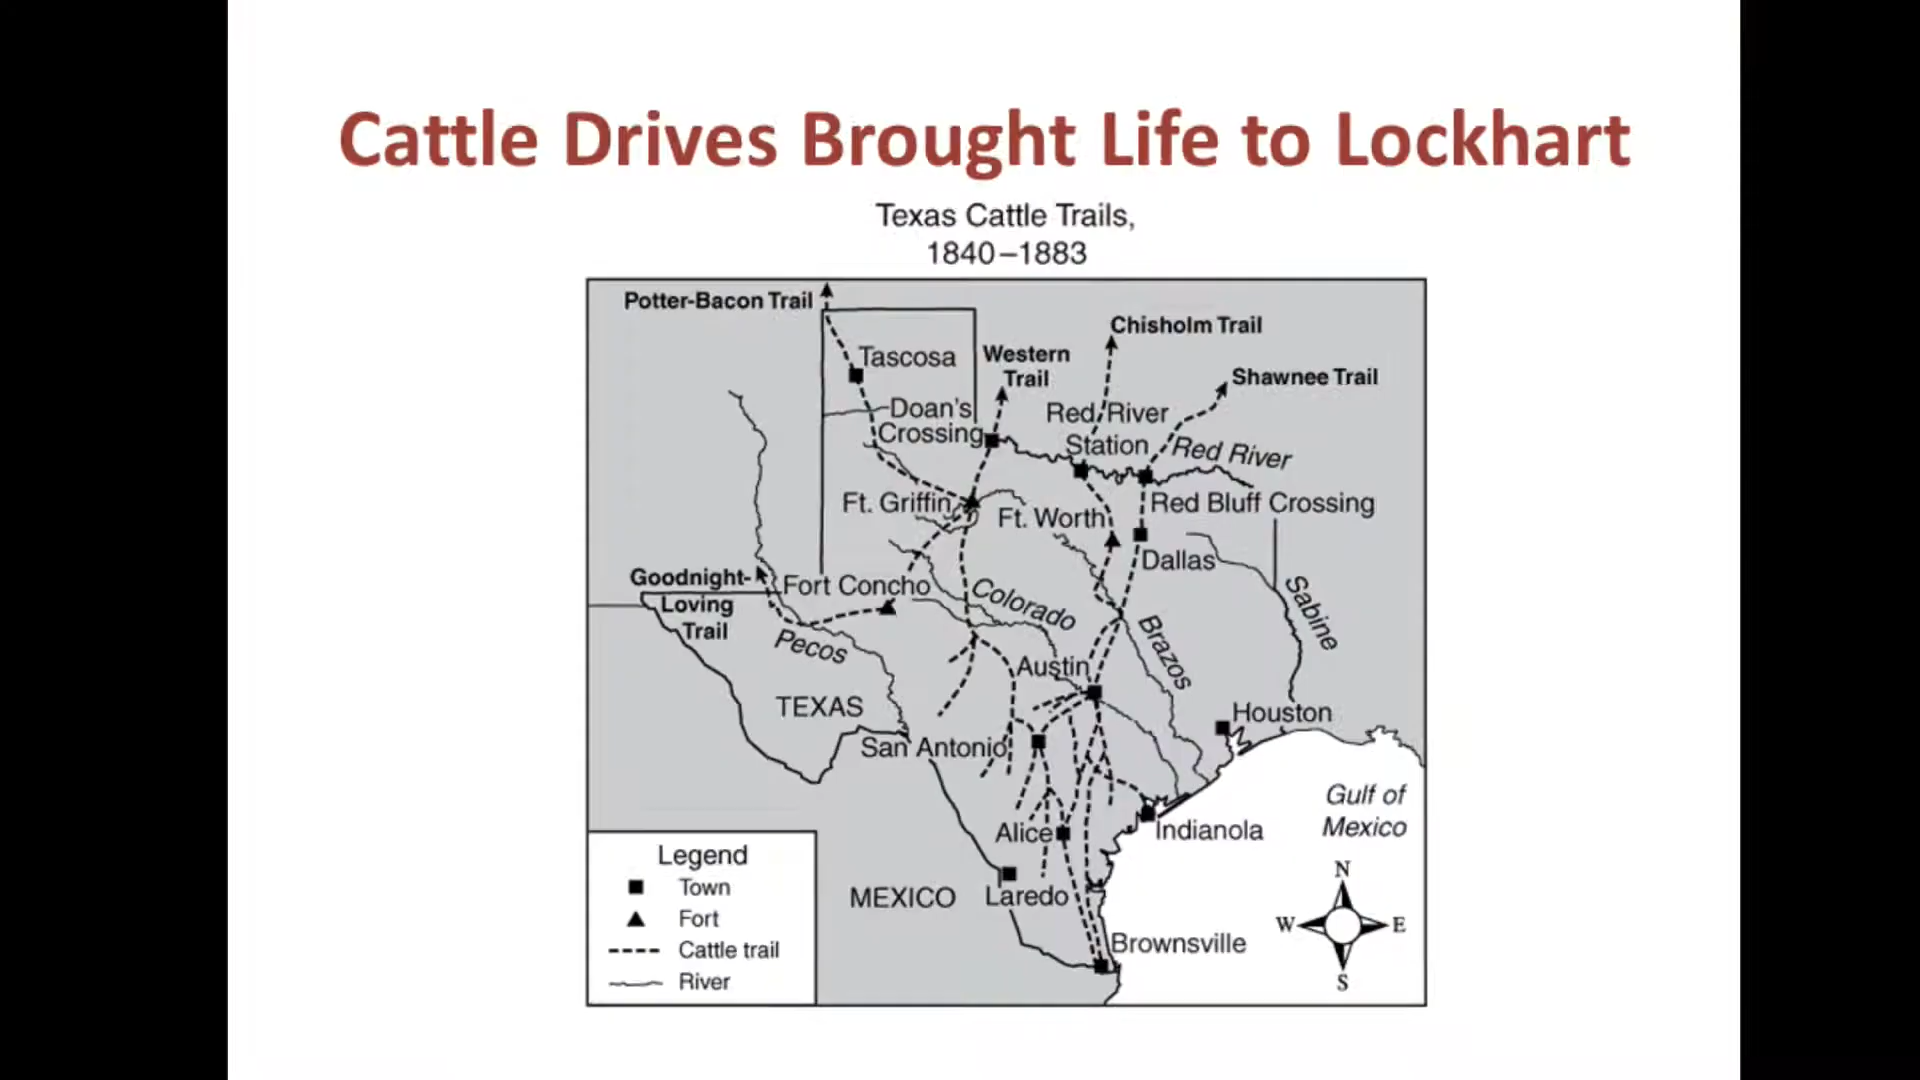 Cattle Drives Brought Life to Lockhart
Texas Cattle Trails,
1840–1883
Potter-Bacon Trail
Chisholm Trail
Tascosa
Western
Trail
Shawnee Trail
Doan's
Crossing
Red River
Station
Red River
Ft. Griffin
Ft. Worth
Red Bluff Crossing
Dallas
Goodnight-
Loving
Trail
Fort Concho
Colorado
Sabine
Pecos
Brazos
Austin
TEXAS
Houston
San Antonio
Gulf of
Mexico
Alice
Indianola
Legend
Town
Fort
Cattle trail
River
MEXICO
Laredo
Brownsville
N
W
E
S